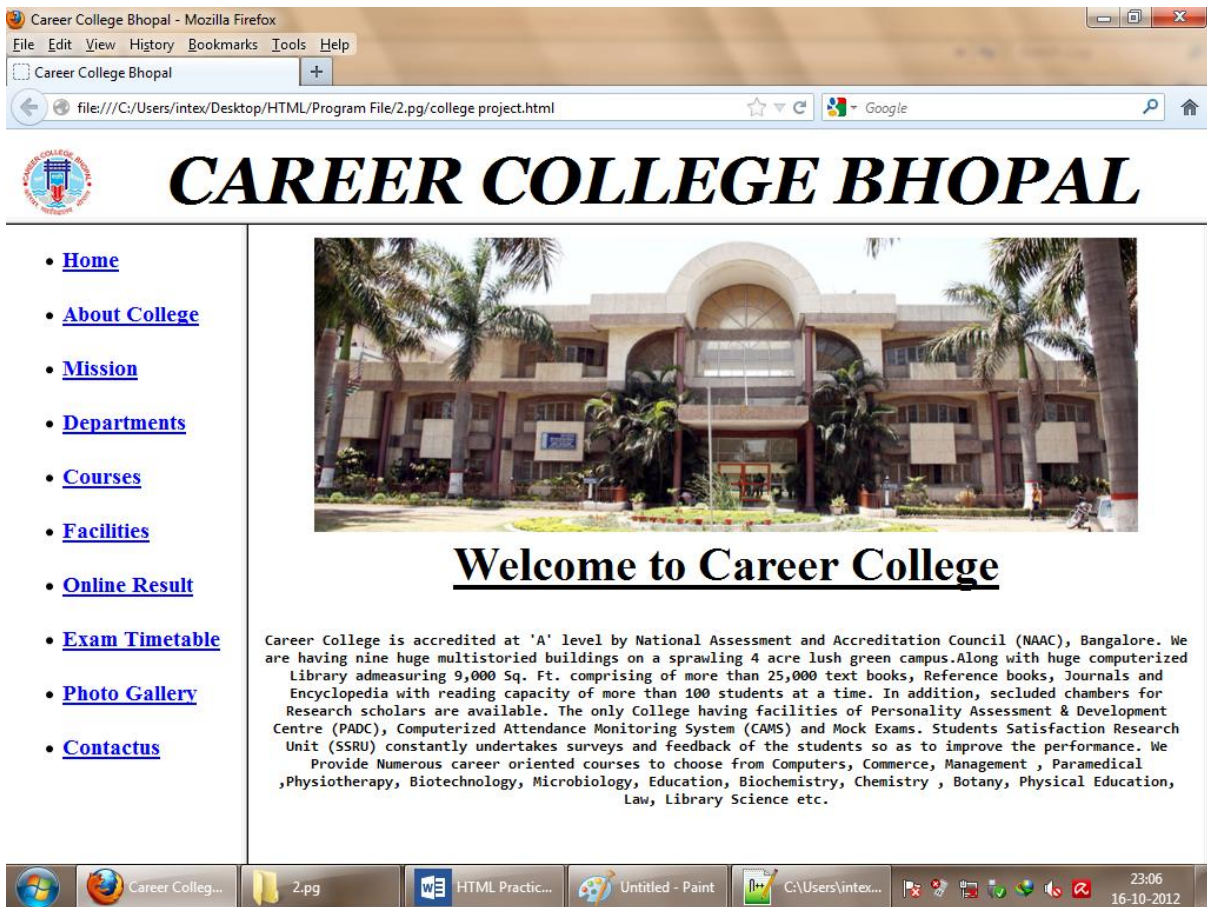 Career College Bhopal - Mozilla Firefox
File Edit View History Bookmarks Tools Help
Career College Bhopal
file:///C:/Users/intex/Desktop/HTML/Program File/2.pg/college project.html
Google
CAREER COLLEGE BHOPAL
CAREER COLLEGE, BHOPAL
Home
About College
Mission
Departments
Courses
Facilities
Online Result
Exam Timetable
Photo Gallery
Contactus
Welcome to Career College
Career College is accredited at 'A' level by National Assessment and Accreditation Council (NAAC), Bangalore. We
are having nine huge multistoried buildings on a sprawling 4 acre lush green campus.Along with huge computerized
Library admeasuring 9,000 Sq. Ft. comprising of more than 25,000 text books, Reference books, Journals and
Encyclopedia with reading capacity of more than 100 students at a time. In addition, secluded chambers for
Research scholars are available. The only College having facilities of Personality Assessment & Development
Centre (PADC), Computerized Attendance Monitoring System (CAMS) and Mock Exams. Students Satisfaction Research
Unit (SSRU) constantly undertakes surveys and feedback of the students so as to improve the performance. We
Provide Numerous career oriented courses to choose from Computers, Commerce, Management , Paramedical
,Physiotherapy, Biotechnology, Microbiology, Education, Biochemistry, Chemistry , Botany, Physical Education,
Law, Library Science etc.
Career Colleg...
2.pg
HTML Practic...
Untitled - Paint
C:\Users\intex...
23:06
16-10-2012